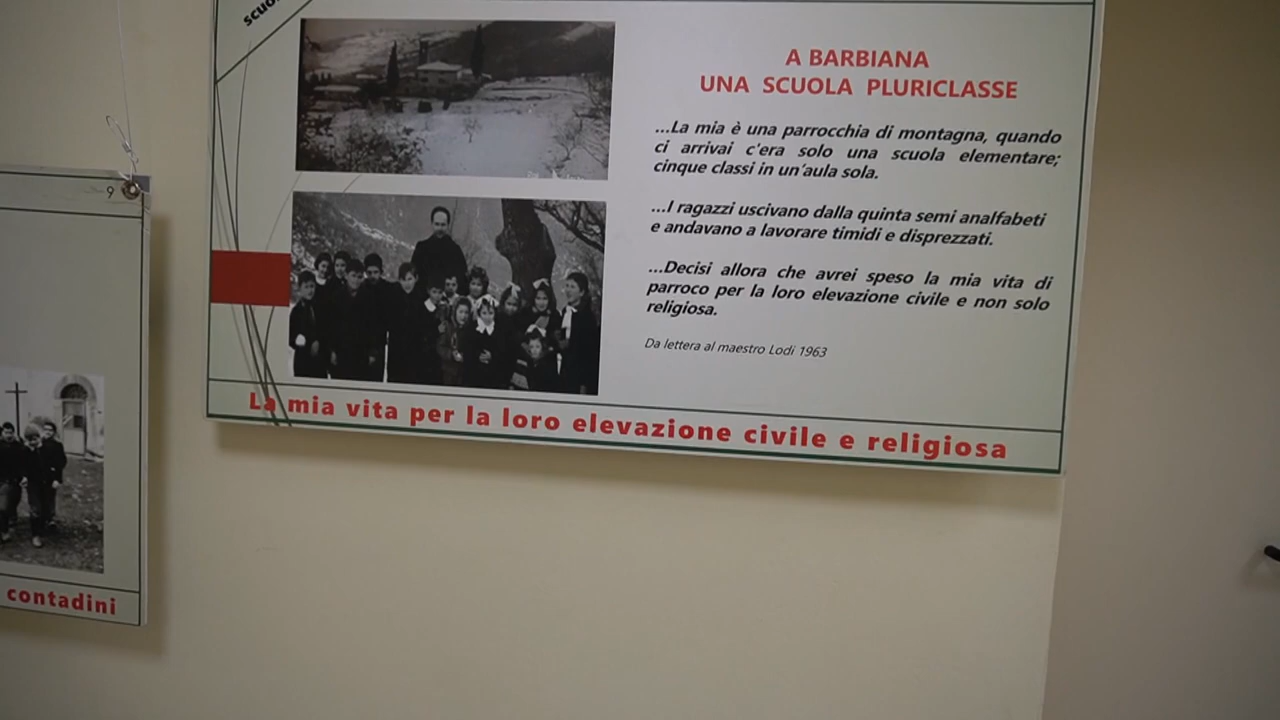 A BARBIANA
UNA SCUOLA PLURICLASSE
...La mia è una parrocchia di montagna, quando
ci arrivai c'era solo una scuola elementare;
cinque classi in un'aula sola.
...I ragazzi uscivano dalla quinta semi analfabeti
e andavano a lavorare timidi e disprezzati.
...Decisi allora che avrei speso la mia vita di
parroco per la loro elevazione civile e non solo
religiosa.
Da lettera al maestro Lodi 1963
La mia vita per la loro elevazione civile e religiosa
9
contadini